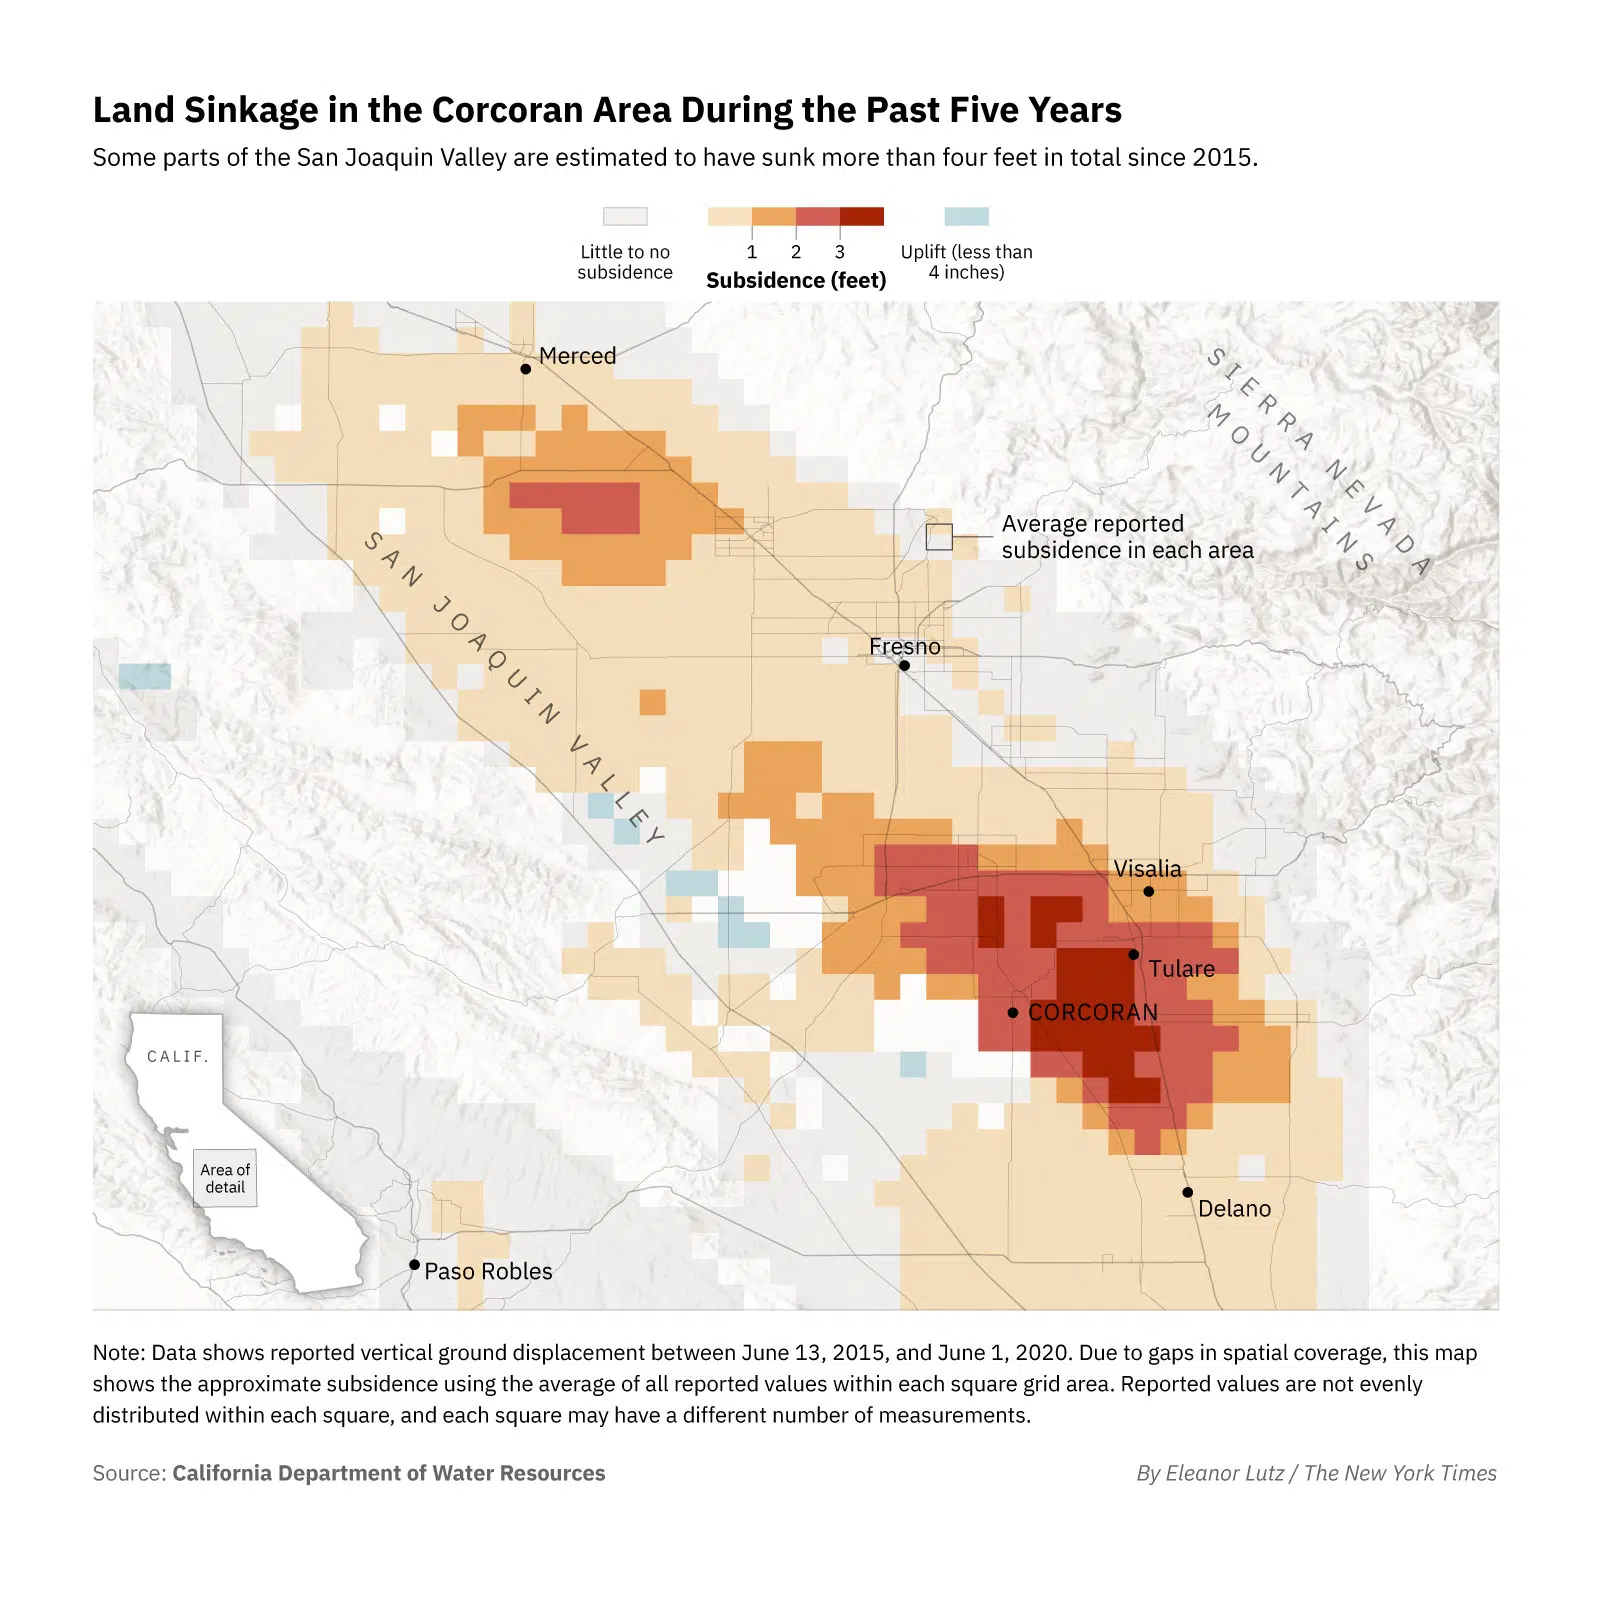 Land Sinkage in the Corcoran Area During the Past Five Years
Some parts of the San Joaquin Valley are estimated to have sunk more than four feet in total since 2015.
Little to no
subsidence
1 2 3
Subsidence (feet)
Uplift (less than
4 inches)
Merced
SIERRA NEVADA
MOUNTAINS
Average reported
subsidence in each area
SAN JOAQUIN VALLEY
Fresno
Visalia
Tulare
CORCORAN
CALIF.
Area of
detail
Delano
Paso Robles
Note: Data shows reported vertical ground displacement between June 13, 2015, and June 1, 2020. Due to gaps in spatial coverage, this map
shows the approximate subsidence using the average of all reported values within each square grid area. Reported values are not evenly
distributed within each square, and each square may have a different number of measurements.
Source: California Department of Water Resources
By Eleanor Lutz / The New York Times